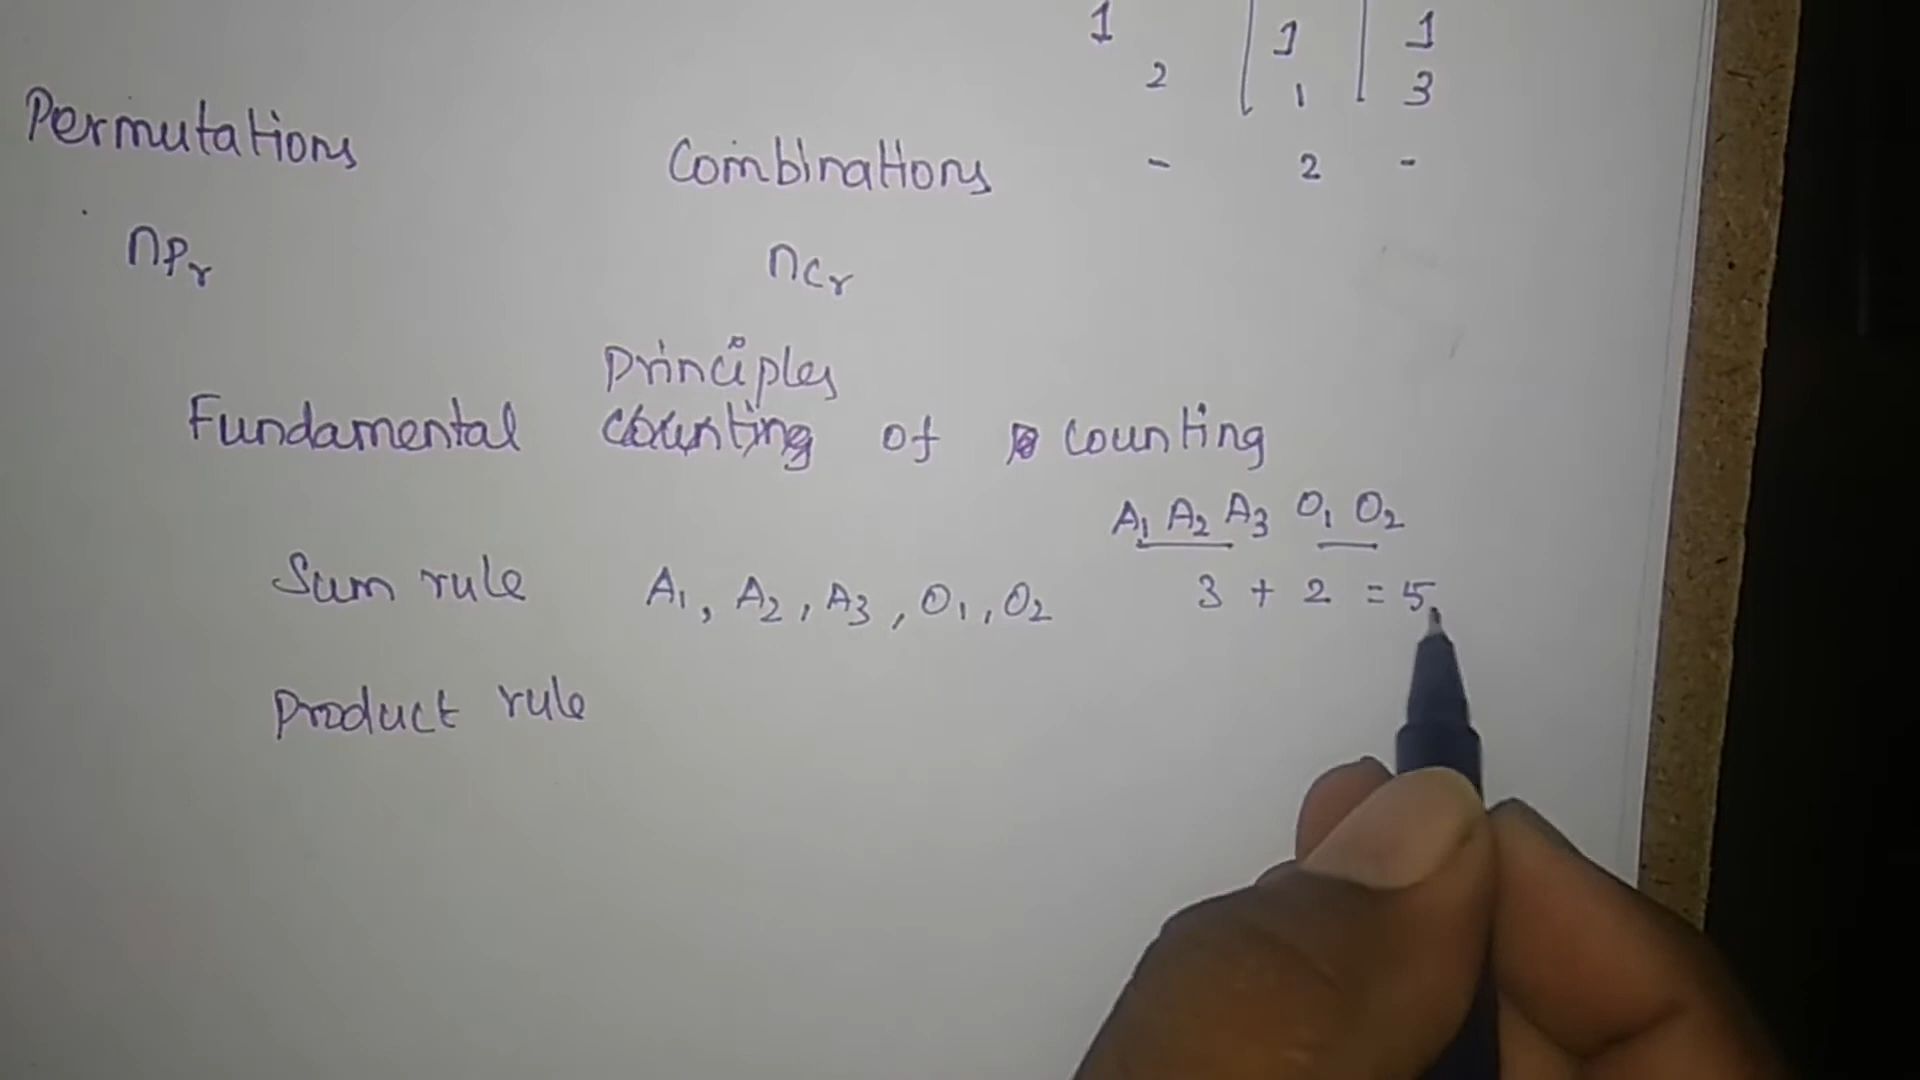 1 | 1 | 1
2 | 1 | 3
- 2 -
Permutations Combinations
nPr nCr
Principles
Fundamental counting of counting
A1 A2 A3 O1 O2
Sum rule A1, A2, A3, O1, O2 3 + 2 = 5
Product rule